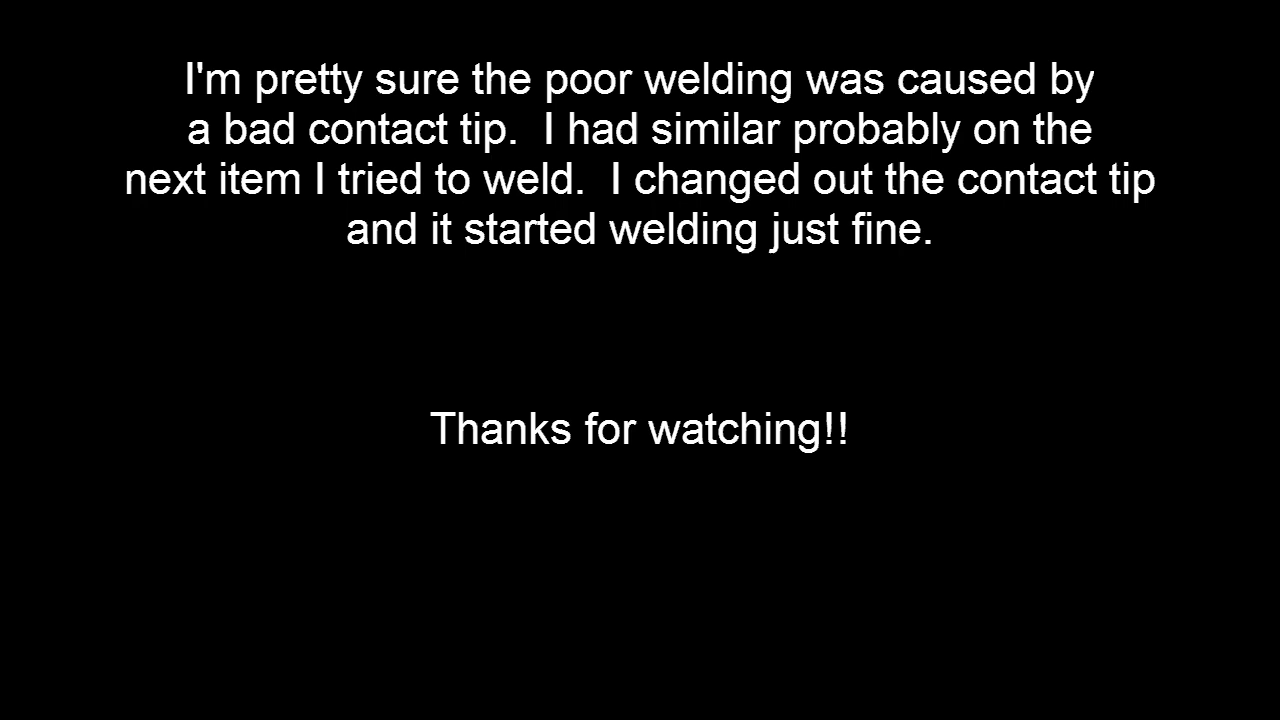 I'm pretty sure the poor welding was caused by
a bad contact tip.  I had similar probably on the
next item I tried to weld.  I changed out the contact tip
and it started welding just fine.
Thanks for watching!!